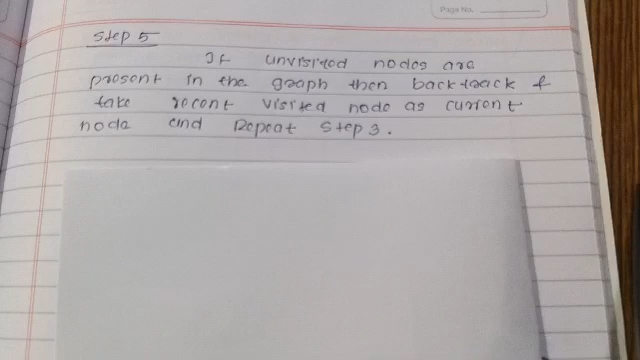 Page No.
Step 5
If unvisited nodes are
present in the graph then backtrack &
take recent visited node as current
node and Repeat Step 3.